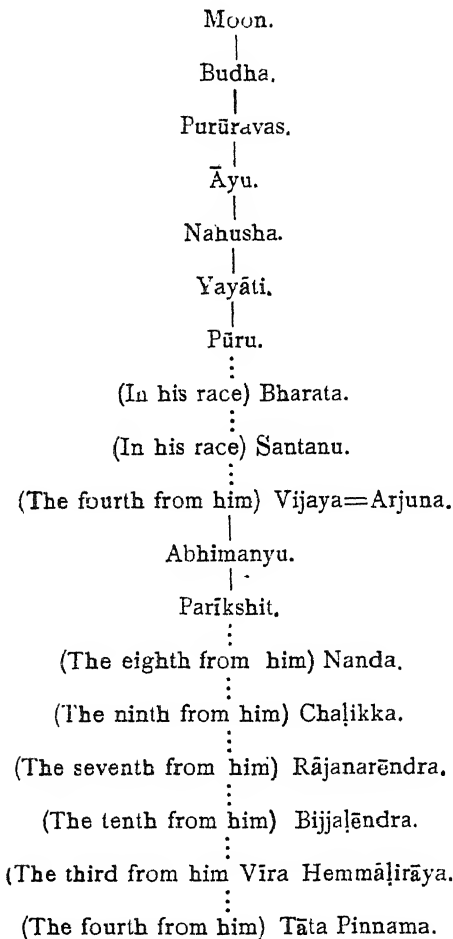 Moon.
Budha.
Purūravas.
Āyu.
Nahusha.
Yayāti.
Pūru.
(In his race) Bharata.
(In his race) Santanu.
(The fourth from him) Vijaya=Arjuna.
Abhimanyu.
Parīkshit.
(The eighth from him) Nanda.
(The ninth from him) Chaḷikka.
(The seventh from him) Rājanarēndra.
(The tenth from him) Bijjaḷēndra.
(The third from him Vīra Hemmāḷirāya.
(The fourth from him) Tāta Pinnama.